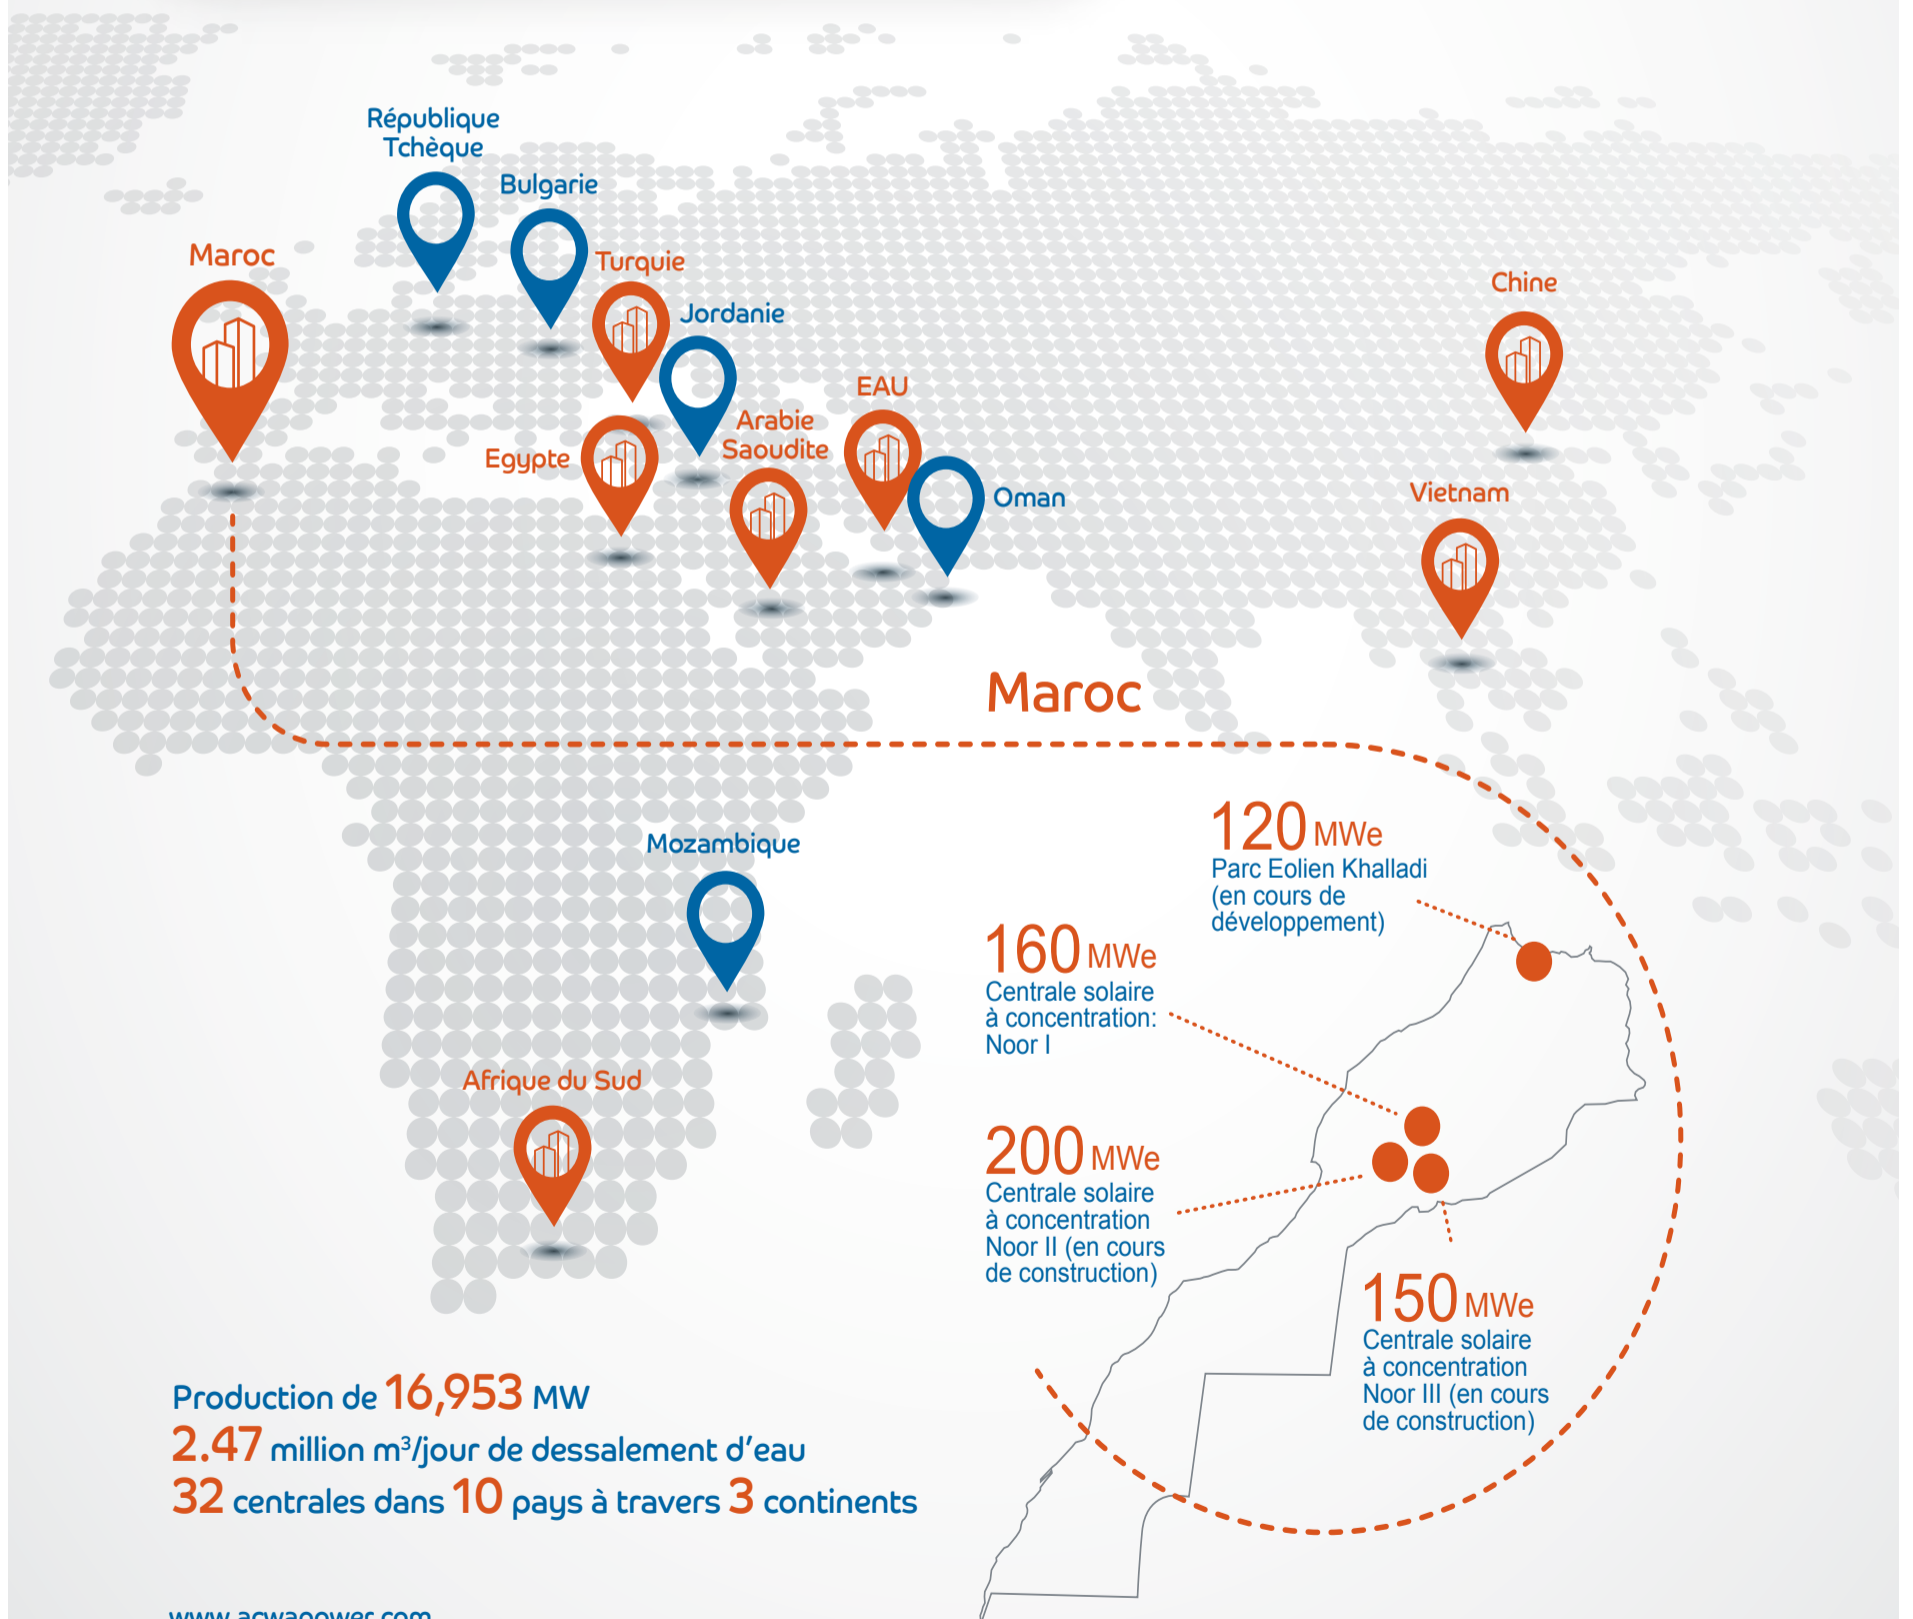 République
Tchèque
Bulgarie
Maroc
Turquie
Jordanie
Chine
EAU
Arabie
Saoudite
Egypte
Oman
Vietnam
Maroc
120 MWe
Parc Eolien Khalladi
(en cours de
développement)
Mozambique
160 MWe
Centrale solaire
à concentration:
Noor I
Afrique du Sud
200 MWe
Centrale solaire
à concentration
Noor II (en cours
de construction)
150 MWe
Centrale solaire
à concentration
Noor III (en cours
de construction)
Production de 16,953 MW
2.47 million m³/jour de dessalement d'eau
32 centrales dans 10 pays à travers 3 continents
www.acwapower.com